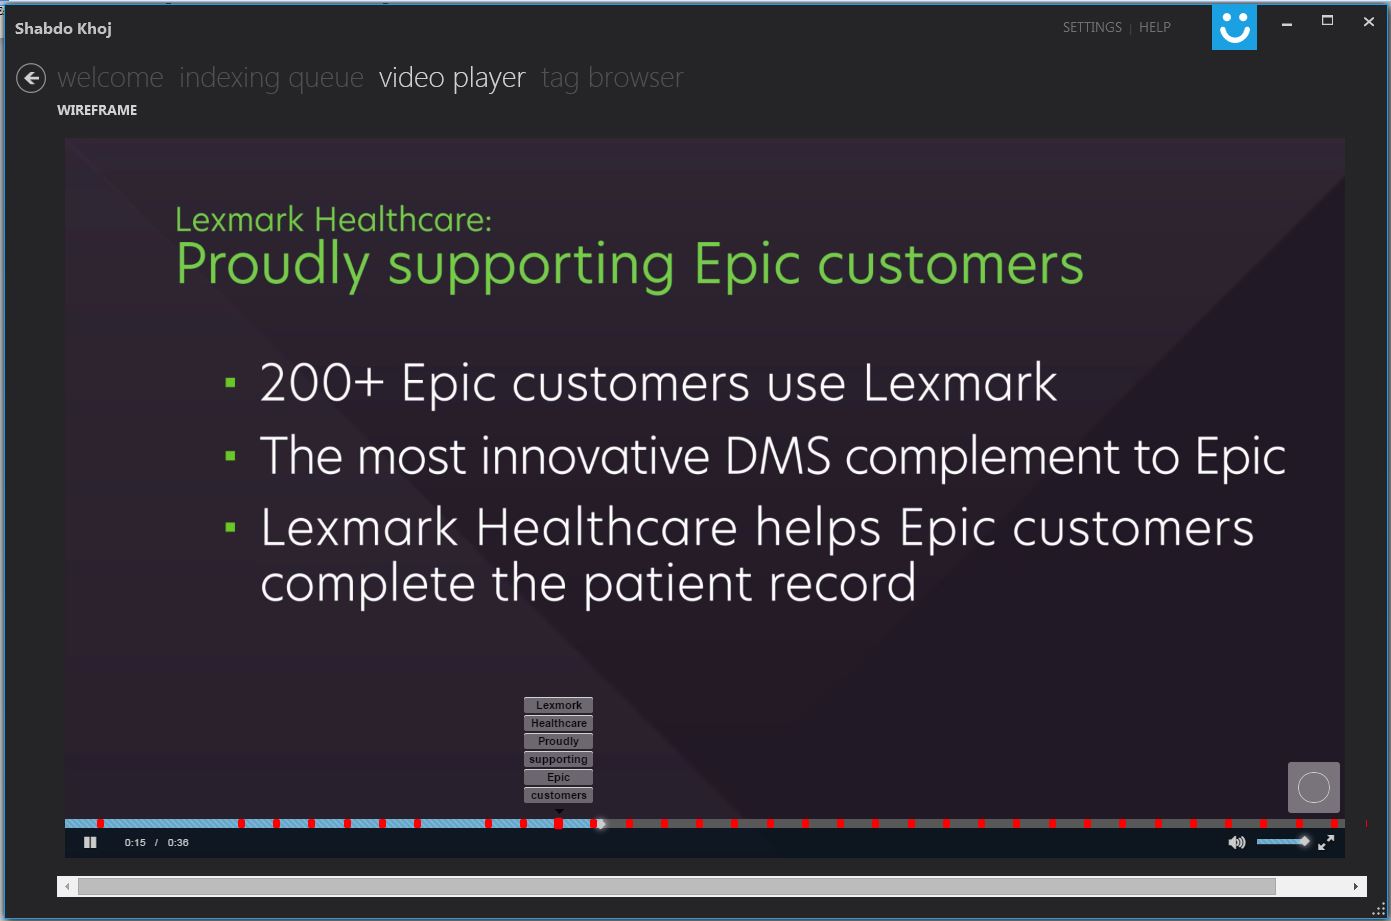 Shabdo Khoj
SETTINGS | HELP
welcome indexing queue video player tag browser
WIREFRAME
Lexmark Healthcare:
Proudly supporting Epic customers
▪ 200+ Epic customers use Lexmark
▪ The most innovative DMS complement to Epic
▪ Lexmark Healthcare helps Epic customers
complete the patient record
Lexmork
Healthcare
Proudly
supporting
Epic
customers
0:15 / 0:36